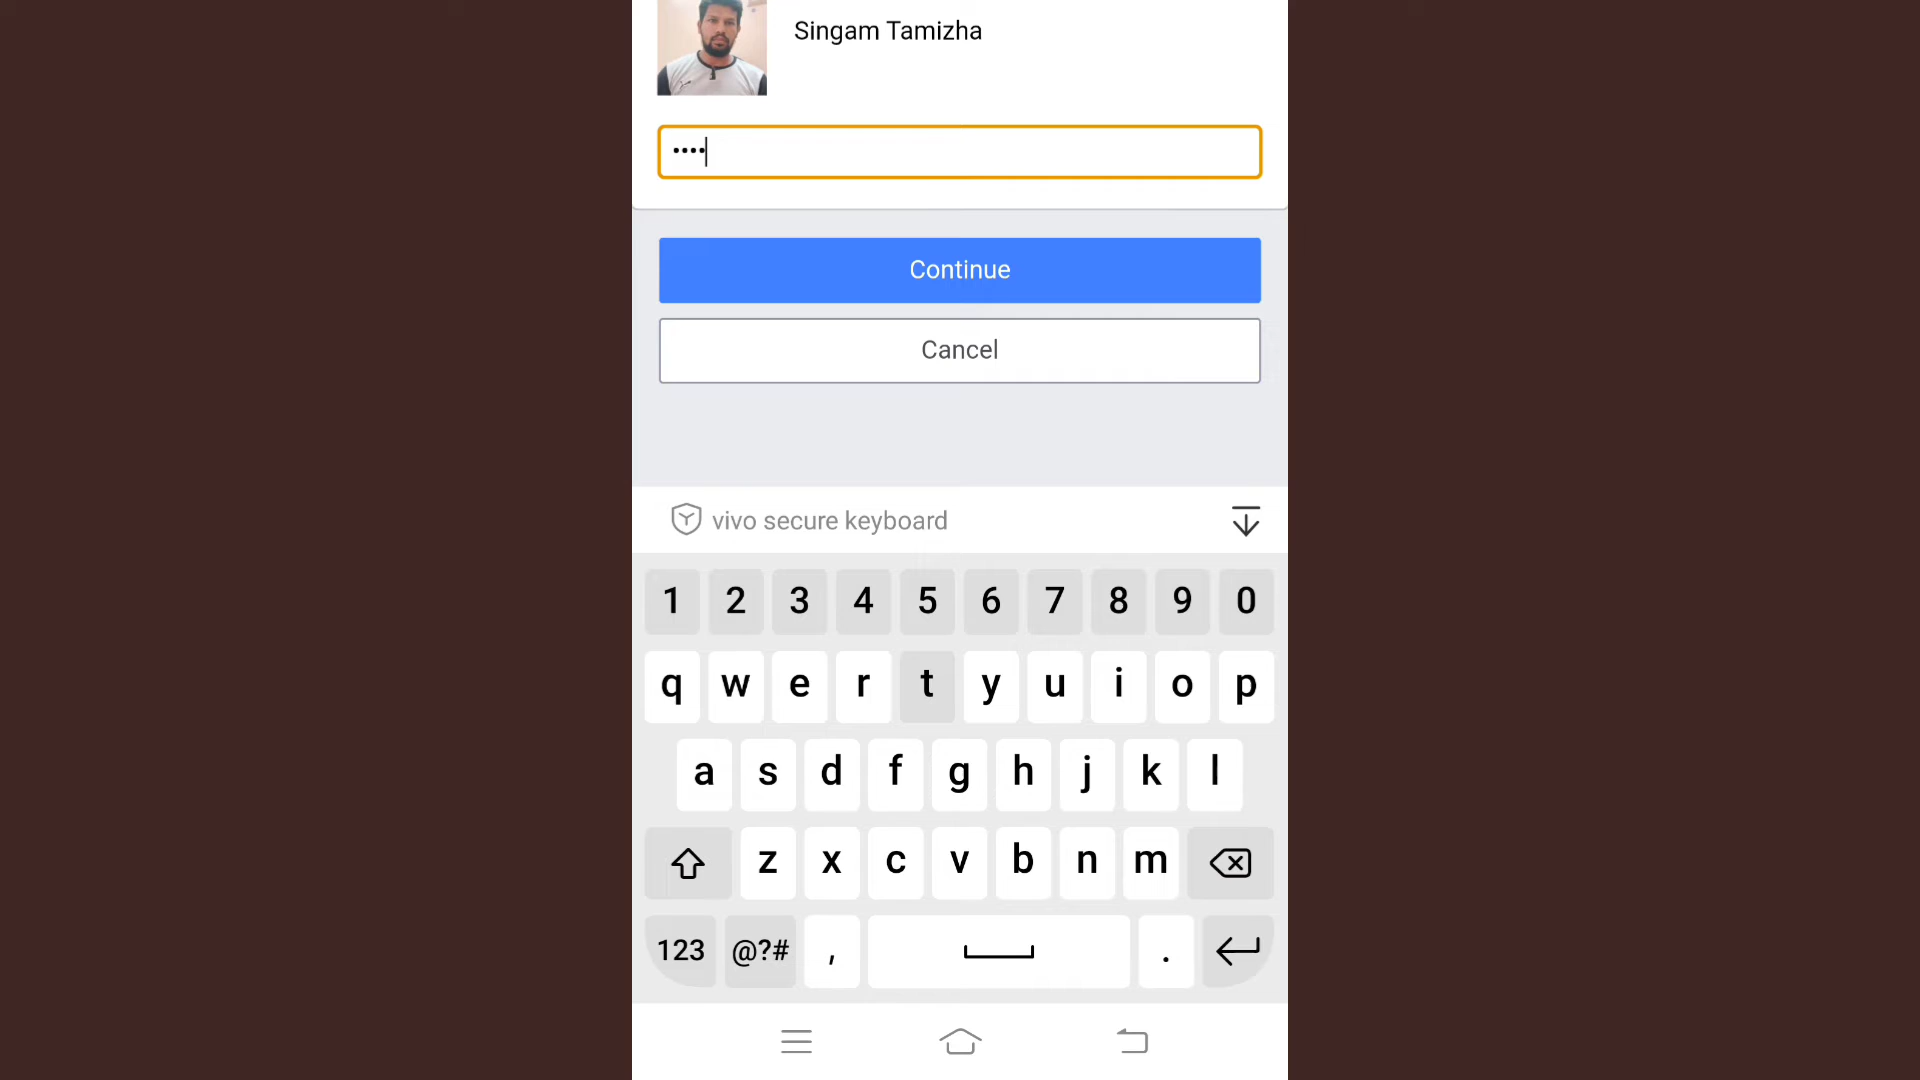 Singam Tamizha
••••
Continue
Cancel
vivo secure keyboard
1 2 3 4 5 6 7 8 9 0
q w e r t y u i o p
a s d f g h j k l
z x c v b n m
123 @?# , .